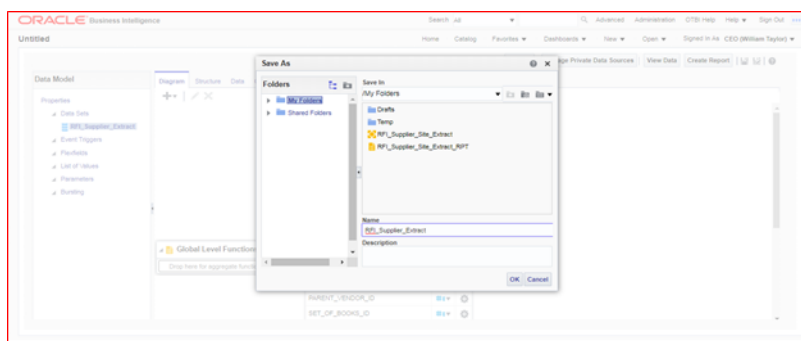 ORACLE Business Intelligence
Search All
Advanced Administration OTBI Help Help Sign Out
Untitled
Home Catalog Favorites Dashboards New Open Signed In As CEO (William Taylor)
Save As
Manage Private Data Sources View Data Create Report
Data Model
Diagram Structure Data
Folders
Save In
/My Folders
My Folders
Shared Folders
Drafts
Temp
RFI_Supplier_Site_Extract
RFI_Supplier_Site_Extract_RPT
Properties
Data Sets
RFI_Supplier_Extract
Event Triggers
Flexfields
List of Values
Parameters
Bursting
Name
RFI_Supplier_Extract
Description
Global Level Function
Drop here for aggregate functi
OK Cancel
PARENT_VENDOR_ID
SET_OF_BOOKS_ID